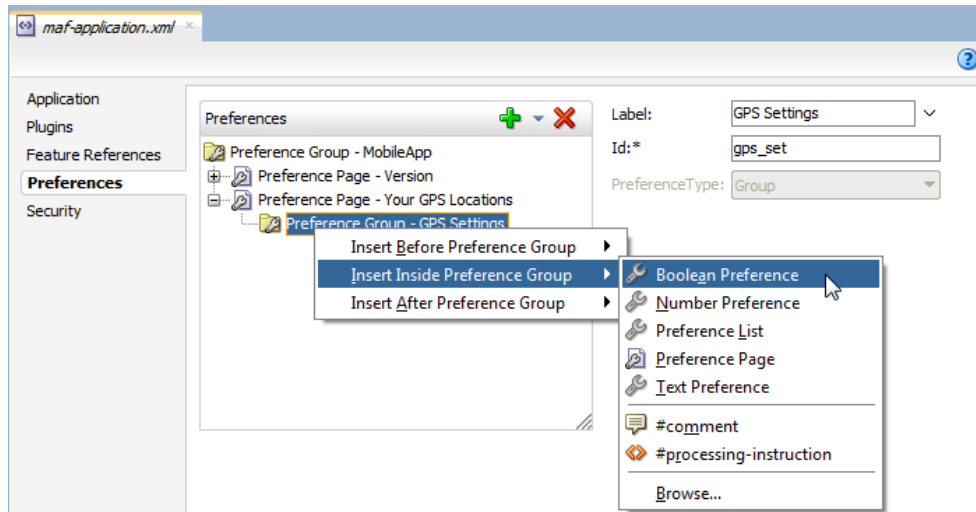 maf-application.xml
Application
Plugins
Feature References
Preferences
Security
Preferences
Preference Group - MobileApp
Preference Page - Version
Preference Page - Your GPS Locations
Preference Group - GPS Settings
Label: GPS Settings
Id:* gps_set
PreferenceType: Group
Insert Before Preference Group
Insert Inside Preference Group
Insert After Preference Group
Boolean Preference
Number Preference
Preference List
Preference Page
Text Preference
#comment
#processing-instruction
Browse...